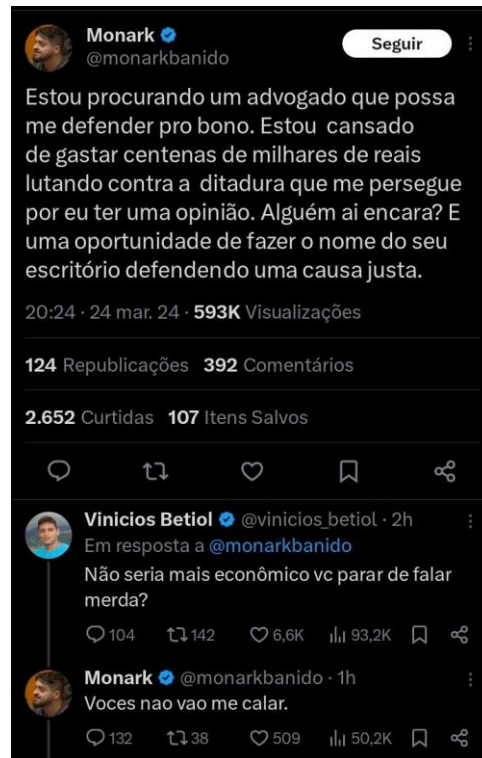 Monark
Seguir
@monarkbanido
Estou procurando um advogado que possa
me defender pro bono. Estou cansado
de gastar centenas de milhares de reais
lutando contra a ditadura que me persegue
por eu ter uma opinião. Alguém ai encara? E
uma oportunidade de fazer o nome do seu
escritório defendendo uma causa justa.
20:24 · 24 mar. 24 · 593K Visualizações
124 Republicações 392 Comentários
2.652 Curtidas 107 Itens Salvos
Vinicios Betiol @vinicios_betiol · 2h
Em resposta a @monarkbanido
Não seria mais econômico vc parar de falar
merda?
104 142 6,6K 93,2K
Monark @monarkbanido · 1h
Voces nao vao me calar.
132 38 509 50,2K